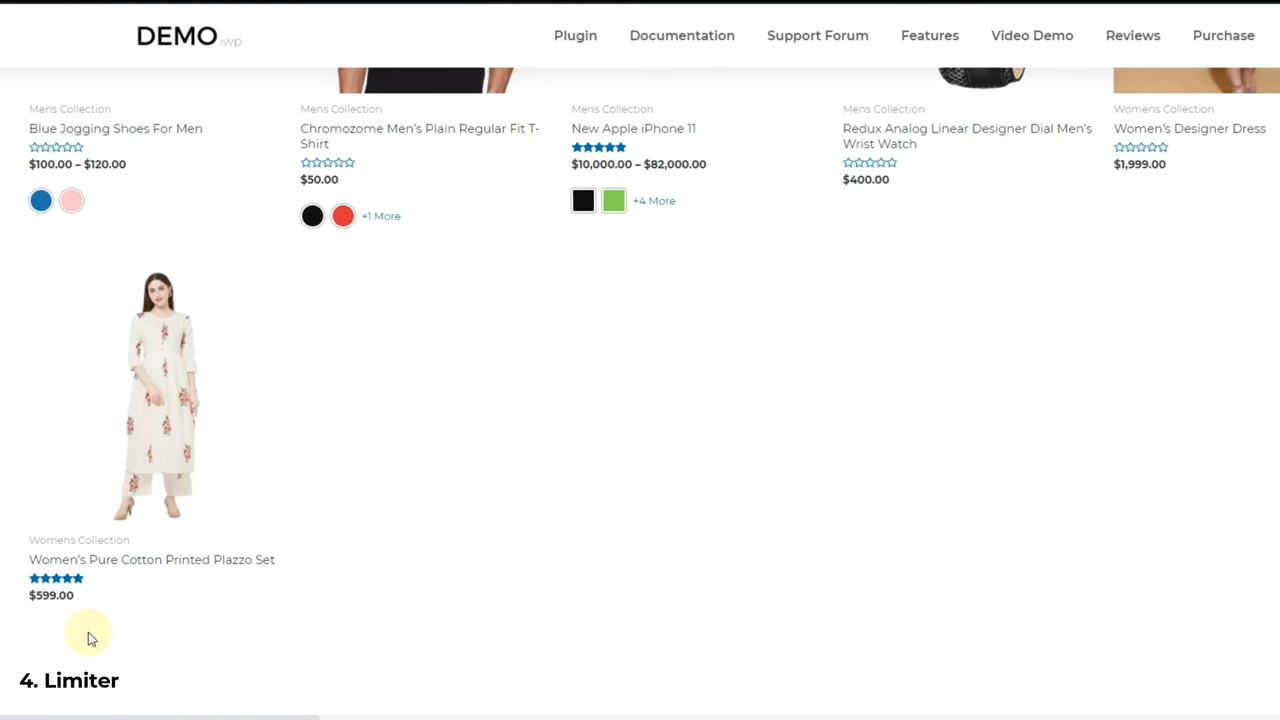 DEMO.iwp
Plugin
Documentation
Support Forum
Features
Video Demo
Reviews
Purchase
Mens Collection
Blue Jogging Shoes For Men
$100.00 – $120.00
Mens Collection
Chromozome Men's Plain Regular Fit T-
Shirt
$50.00
+1 More
Mens Collection
New Apple iPhone 11
$10,000.00 – $82,000.00
+4 More
Mens Collection
Redux Analog Linear Designer Dial Men's
Wrist Watch
$400.00
Womens Collection
Women's Designer Dress
$1,999.00
Womens Collection
Women's Pure Cotton Printed Plazzo Set
$599.00
4. Limiter